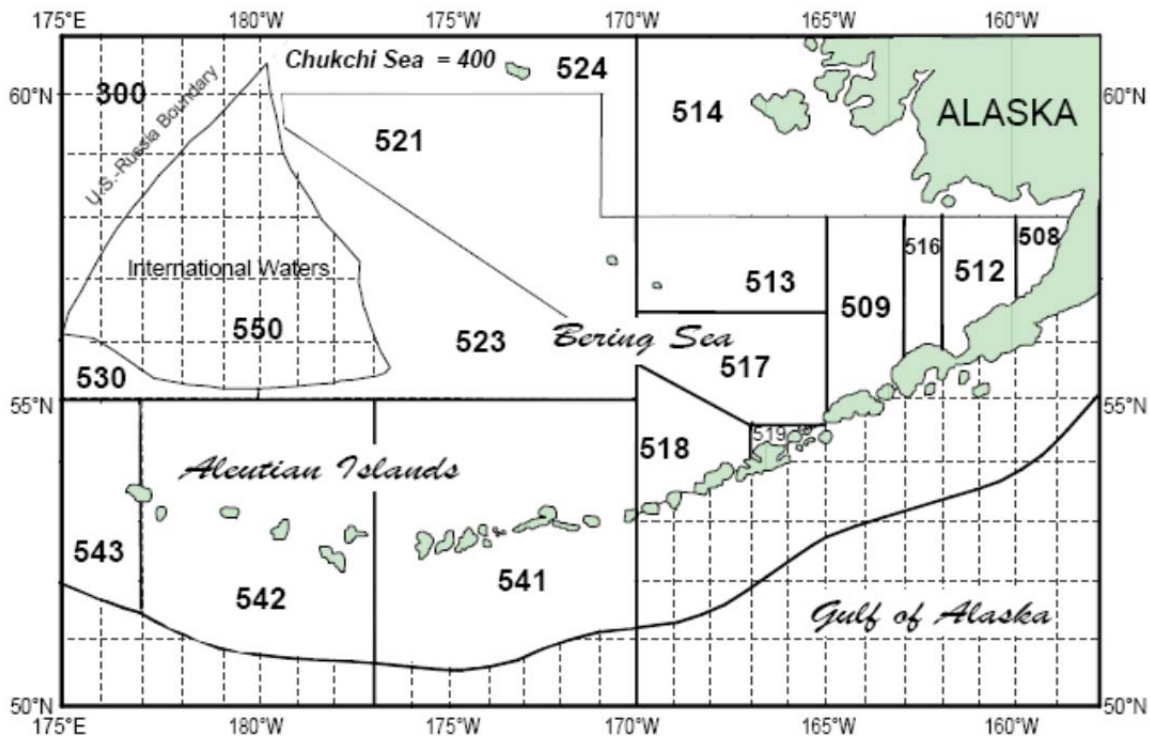 175°E 180°W 175°W 170°W 165°W 160°W
Chukchi Sea = 400
524
60°N
300
514
ALASKA
60°N
U.S.-Russia Boundary
521
International Waters
516
508
513
512
509
550
523
Bering Sea
517
530
55°N
55°N
519
518
Aleutian Islands
543
542
541
Gulf of Alaska
50°N
50°N
175°E 180°W 175°W 170°W 165°W 160°W